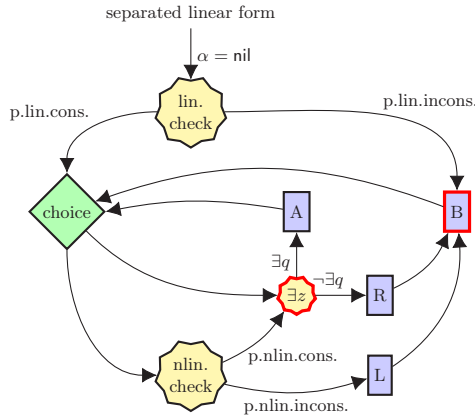 separated linear form
α = nil
p.lin.cons.
lin.
check
p.lin.incons.
choice
A
B
∃q
¬∃q
∃z
R
nlin.
check
p.nlin.cons.
L
p.nlin.incons.